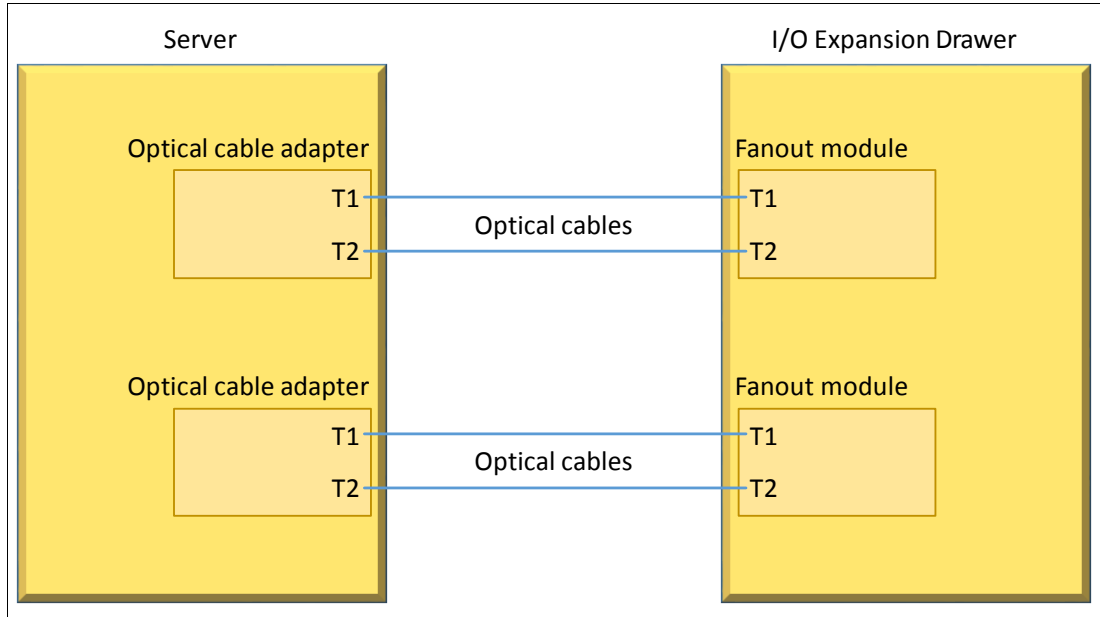 Server
I/O Expansion Drawer
Optical cable adapter
Fanout module
T1
T1
Optical cables
T2
T2
Optical cable adapter
Fanout module
T1
T1
Optical cables
T2
T2